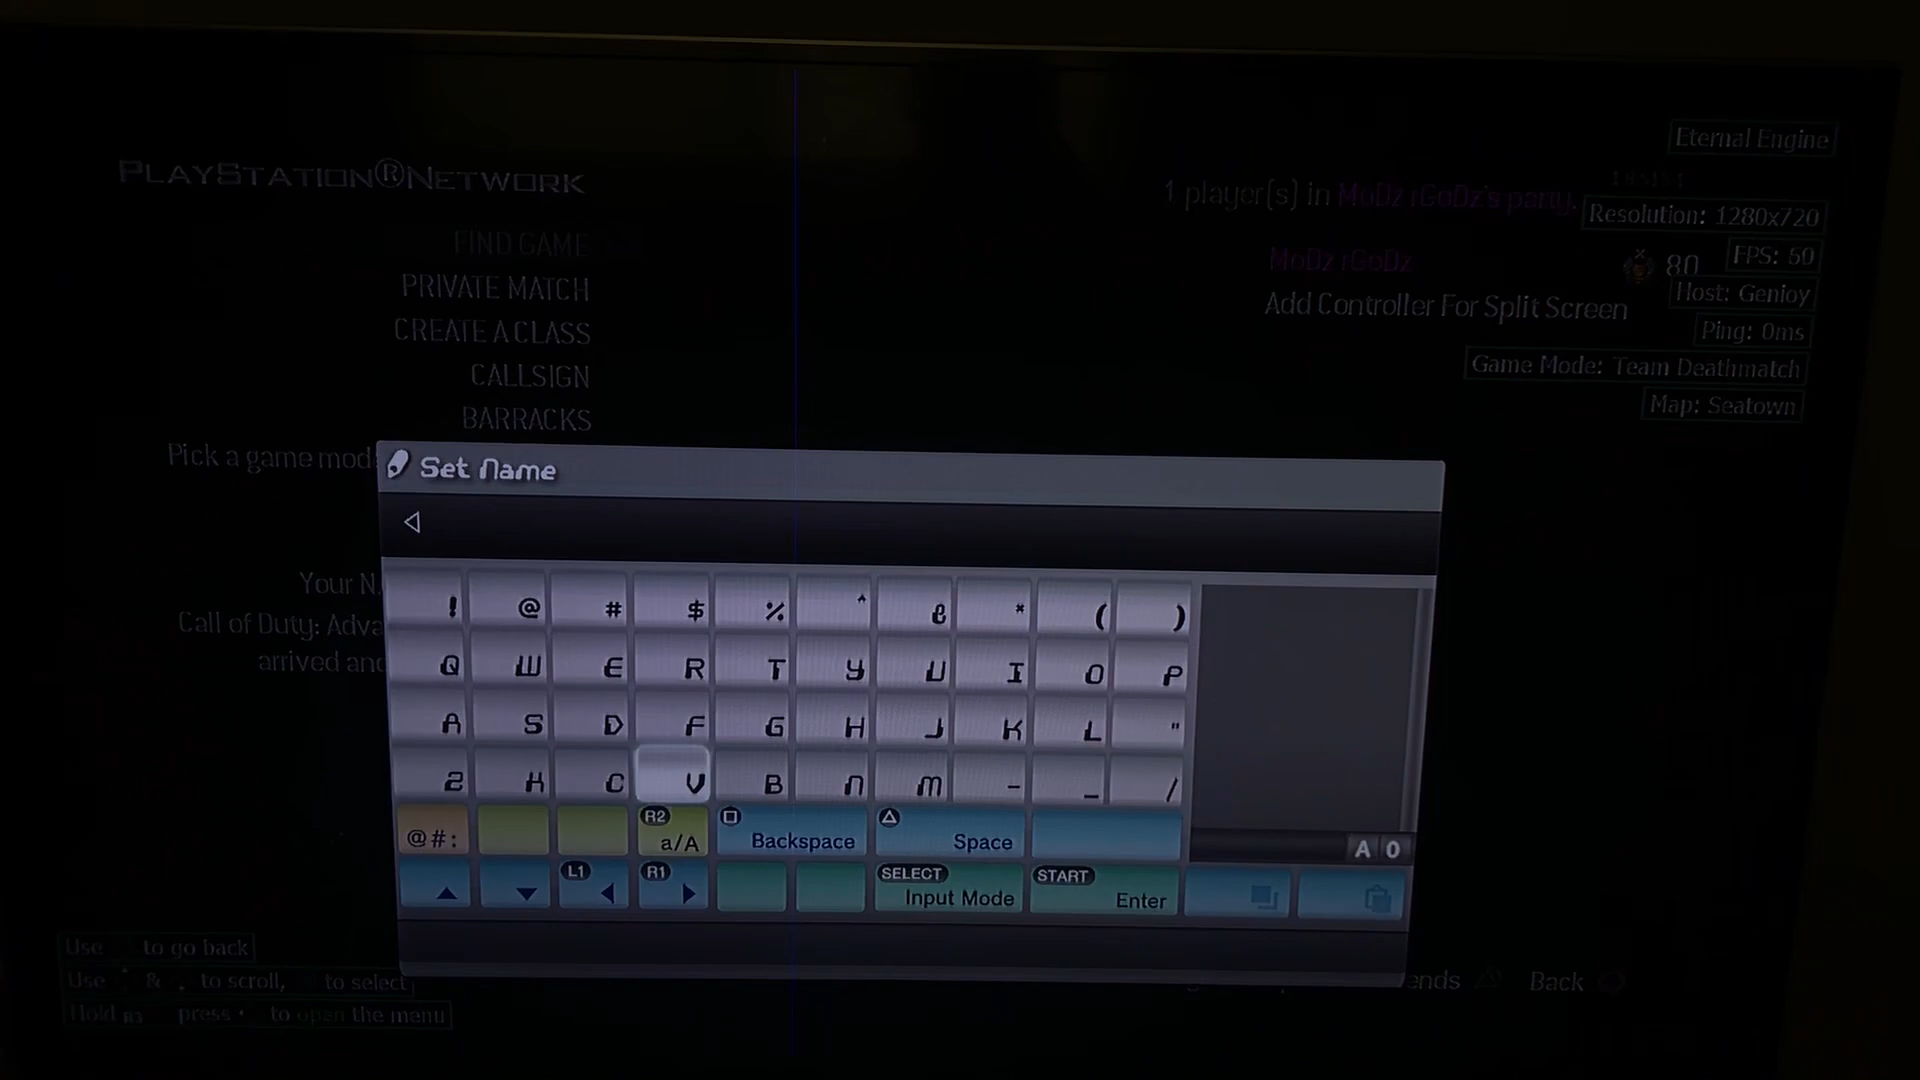 Eternal Engine
PlayStation®Network
1 player(s) in MoDz rGoDz's party.
Resolution: 1280x720
FIND GAME
MoDz rGoDz
80
FPS: 60
PRIVATE MATCH
Add Controller For Split Screen
Host: Genioy
CREATE A CLASS
Ping: 0ms
CALLSIGN
Game Mode: Team Deathmatch
BARRACKS
Map: Seatown
Pick a game mod
Set Name
Your N
Call of Duty: Adva
arrived and
! @ # $ % ^ & * ( )
Q W E R T Y U I O P
A S D F G H J K L "
Z X C V B N M - _ /
@#: R2 a/A Backspace Space
A 0
L1 R1 SELECT Input Mode START Enter
Use to go back
Use & to scroll, to select
Hold R3 press to open the menu
ends Back